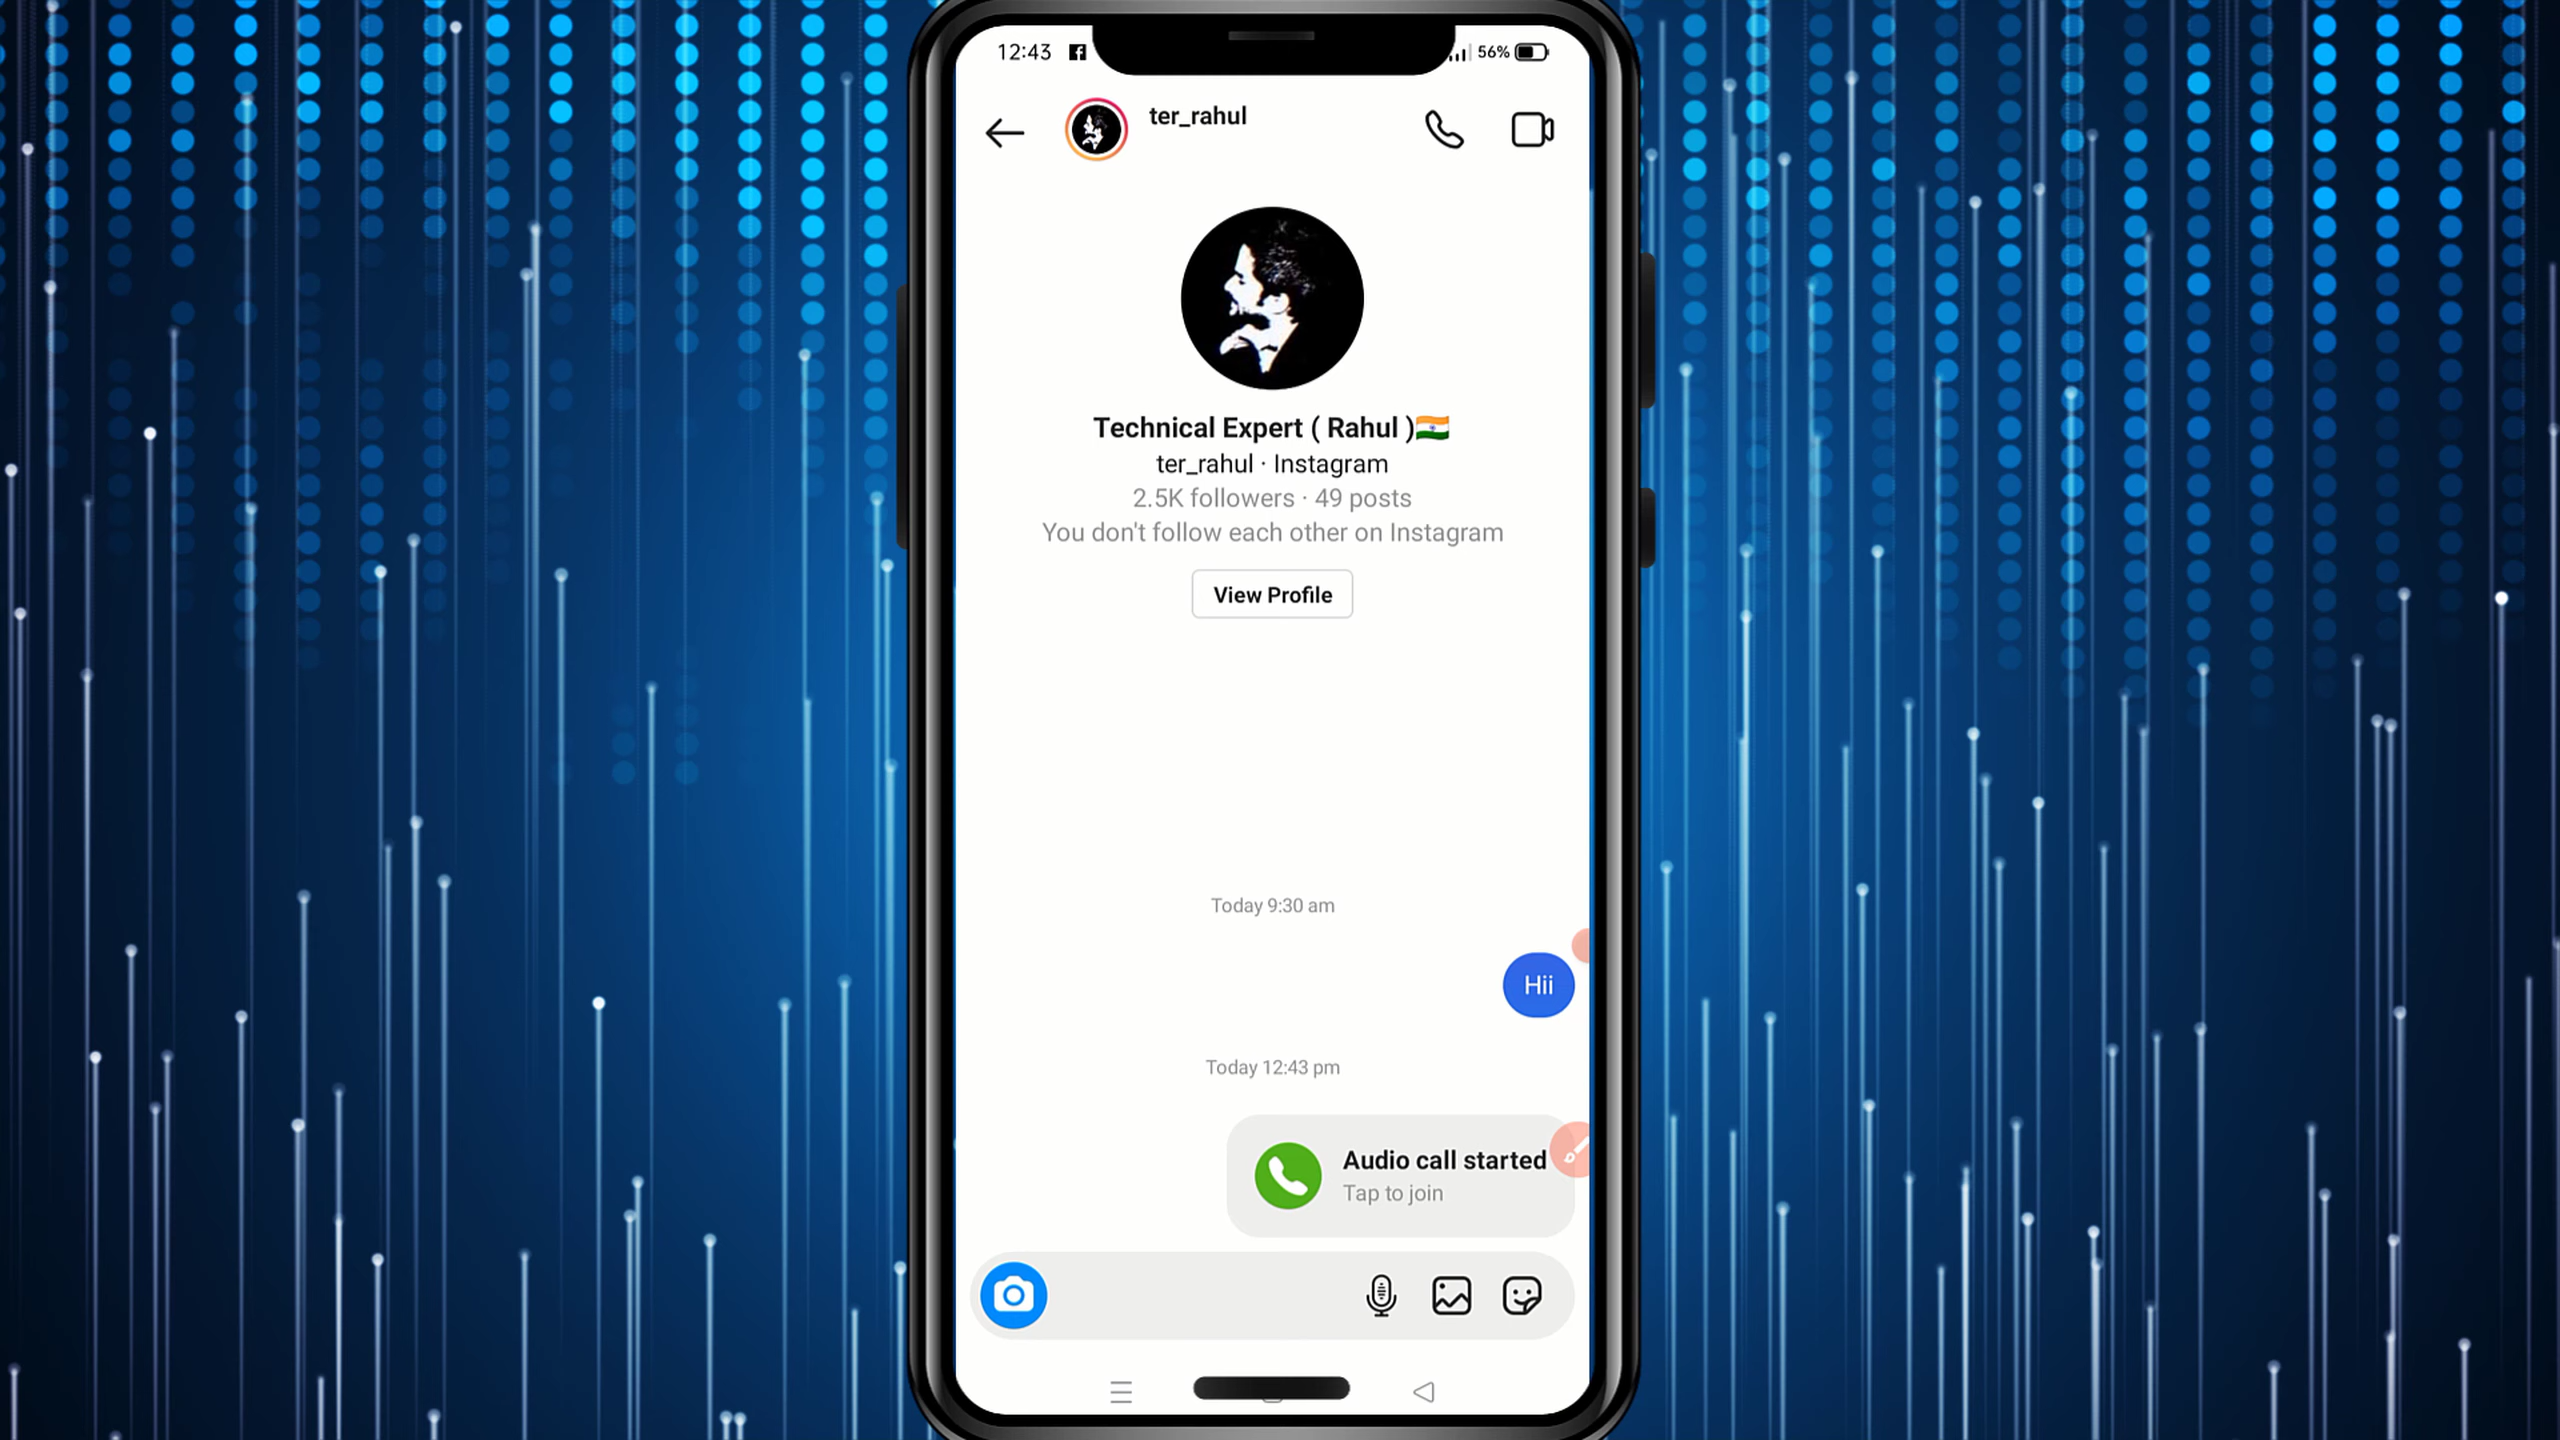 12:43
56%
ter_rahul
Technical Expert ( Rahul )🇮🇳
ter_rahul · Instagram
2.5K followers · 49 posts
You don't follow each other on Instagram
View Profile
Today 9:30 am
Hii
Today 12:43 pm
Audio call started
Tap to join